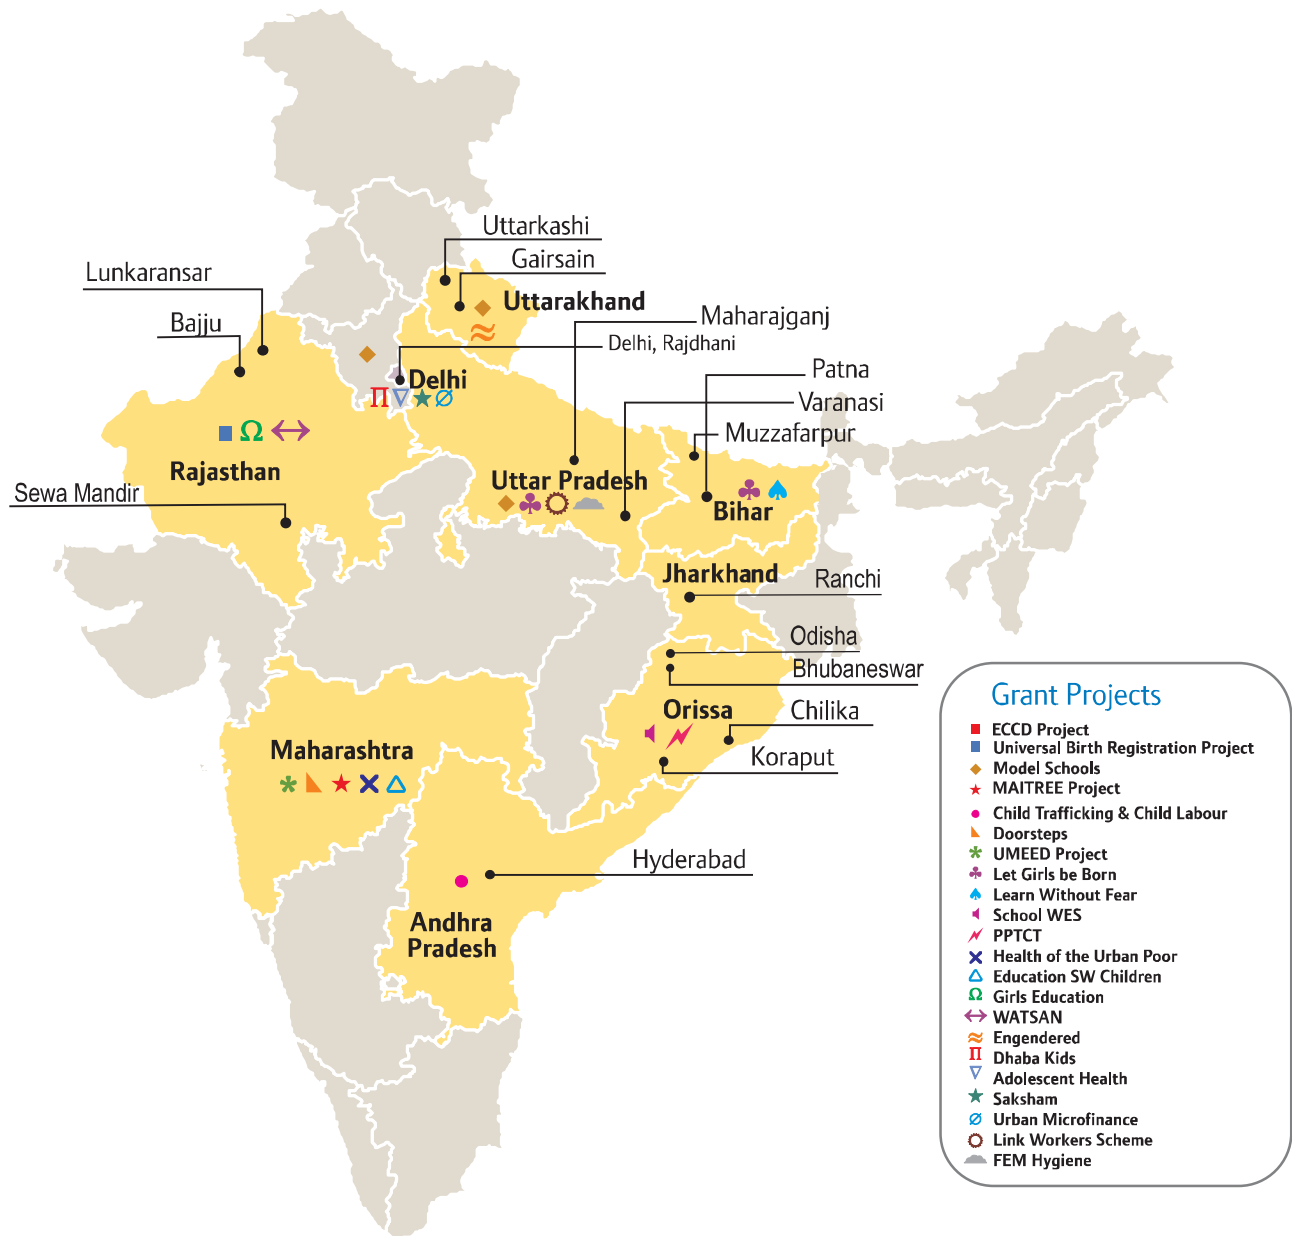 Uttarkashi
Gairsain
Lunkaransar
Uttarakhand
Bajju
Maharajganj
Delhi, Rajdhani
Patna
Delhi
Varanasi
Muzzafarpur
Rajasthan
Uttar Pradesh
Sewa Mandir
Bihar
Jharkhand
Ranchi
Odisha
Bhubaneswar
Orissa
Chilika
Maharashtra
Koraput
Hyderabad
Andhra
Pradesh
Grant Projects
ECCD Project
Universal Birth Registration Project
Model Schools
MAITREE Project
Child Trafficking & Child Labour
Doorsteps
UMEED Project
Let Girls be Born
Learn Without Fear
School WES
PPTCT
Health of the Urban Poor
Education SW Children
Girls Education
WATSAN
Engendered
Dhaba Kids
Adolescent Health
Saksham
Urban Microfinance
Link Workers Scheme
FEM Hygiene